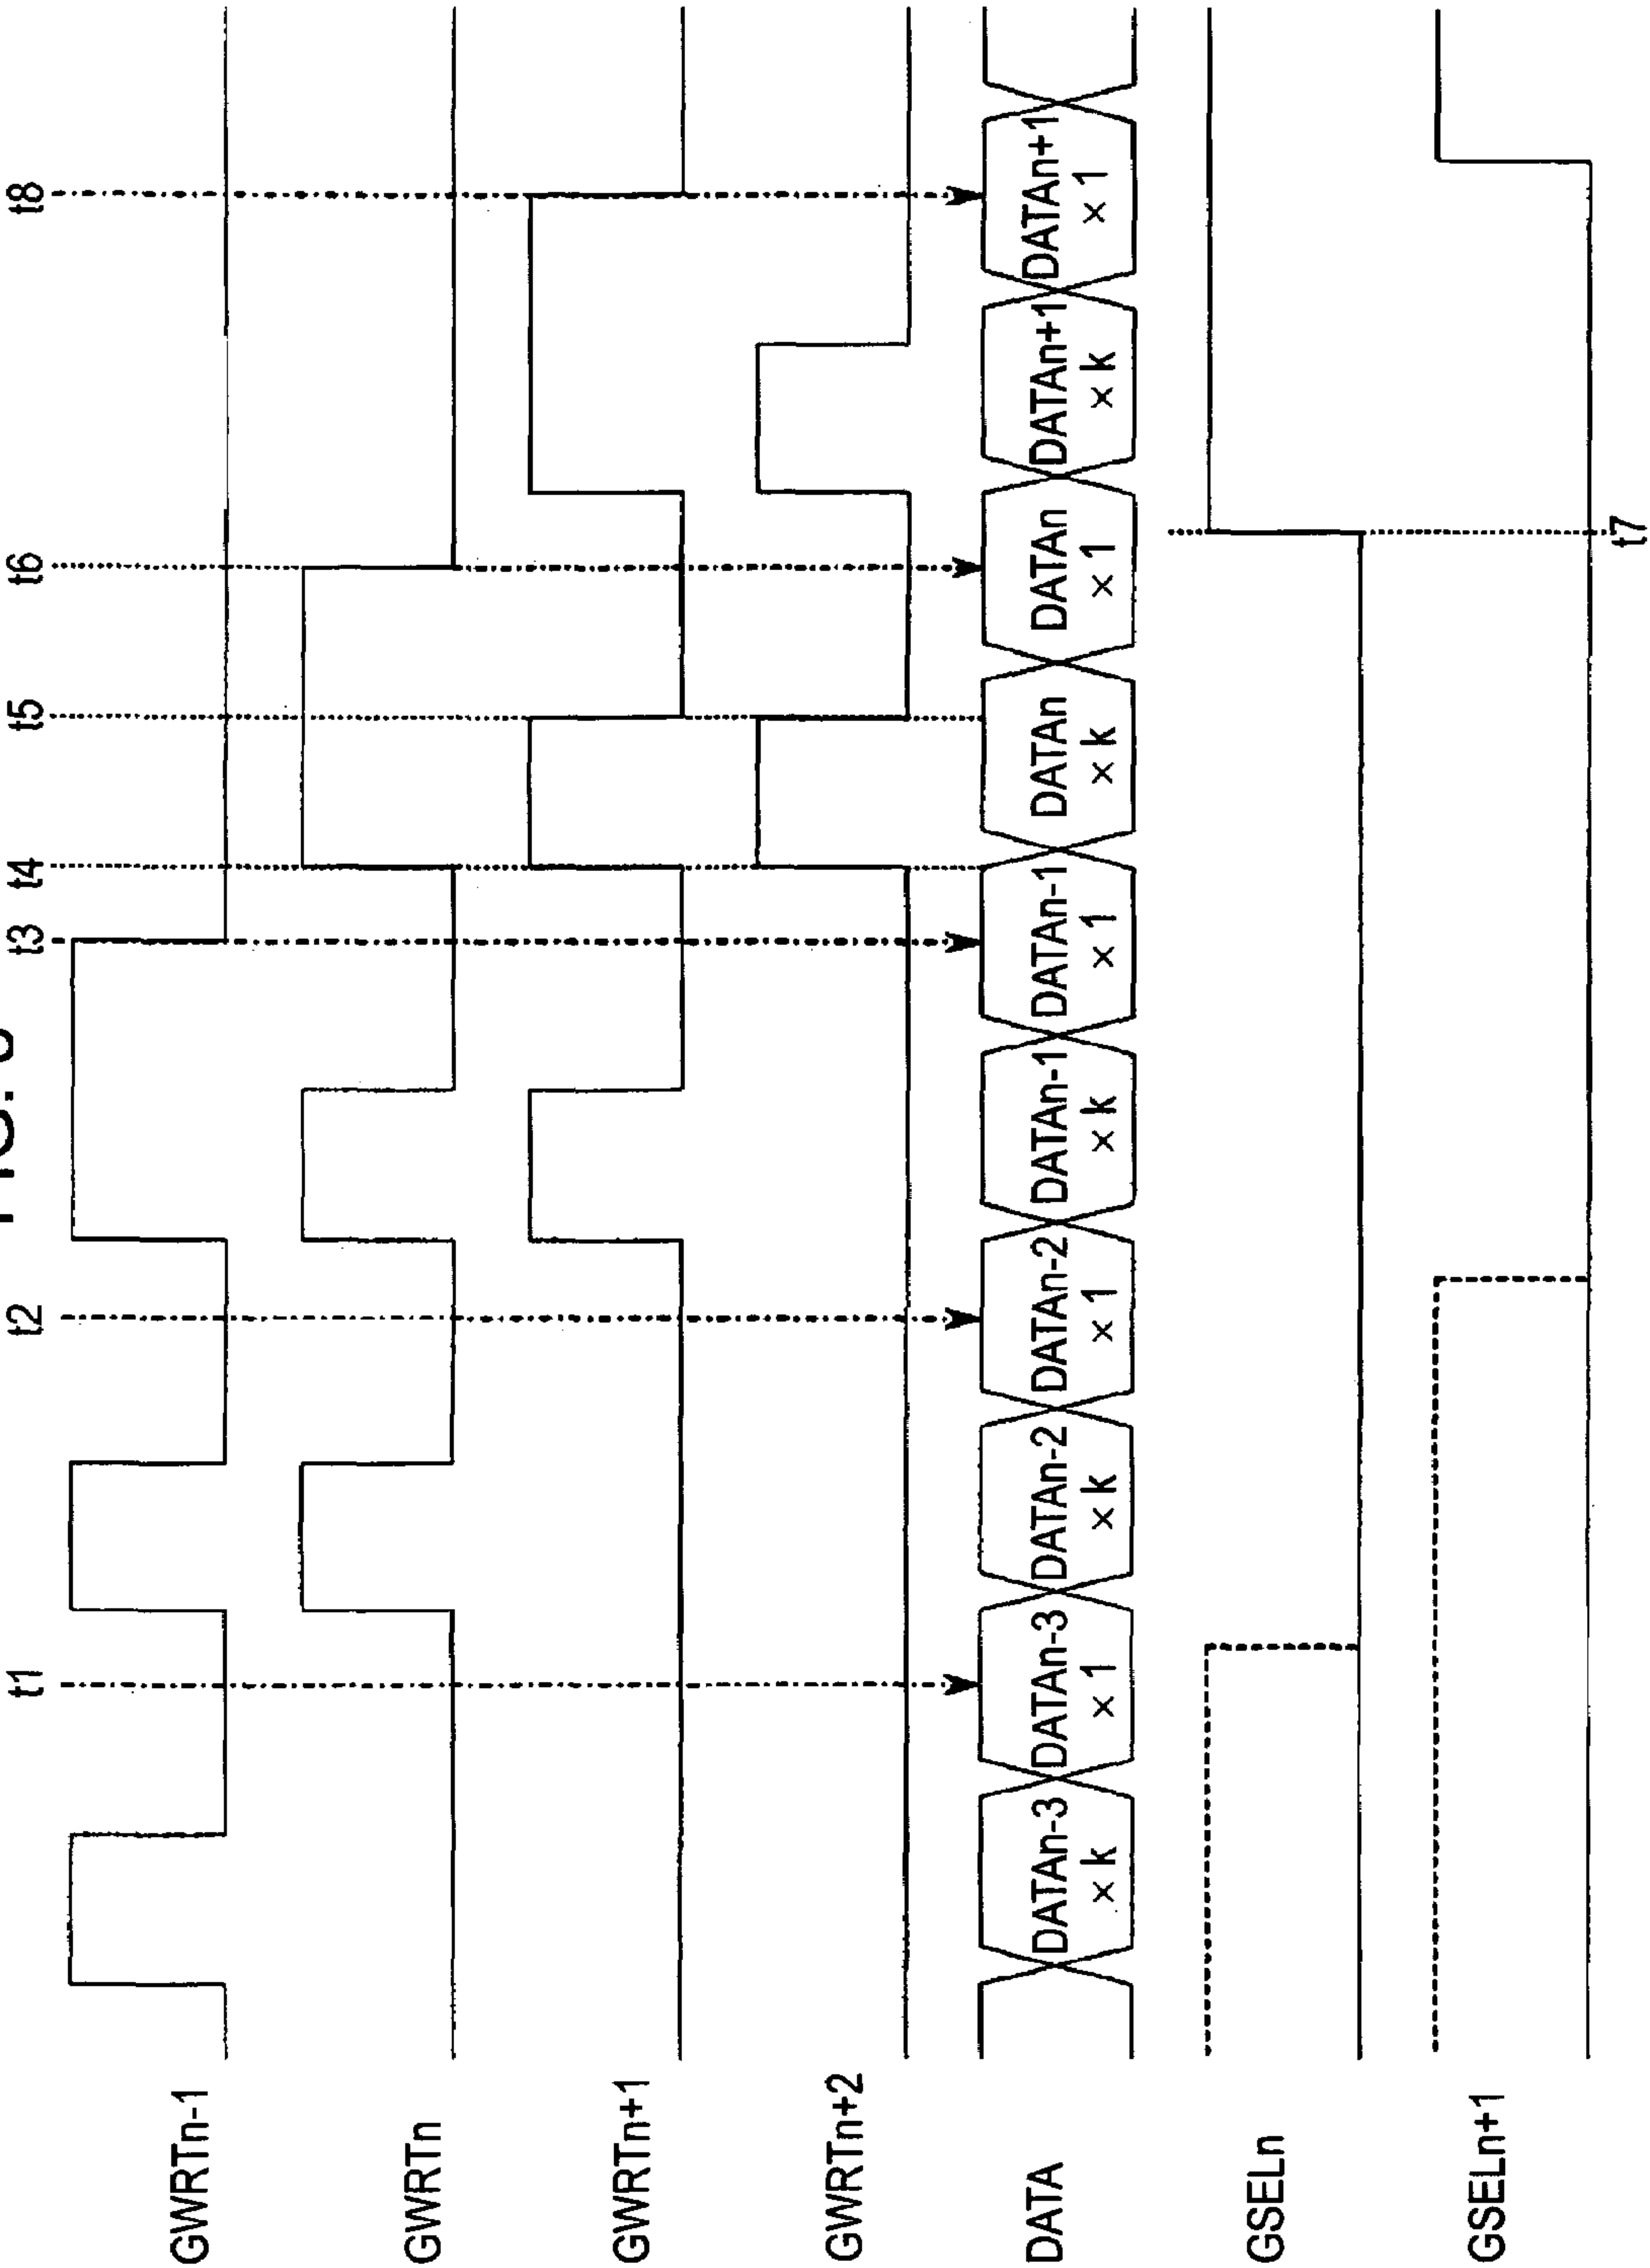 FIG.
t1 t2 t3 t4 t5 t6 t8
GWRTn-1
GWRTn
GWRTn+1
GWRTn+2
DATA
DATAn-3 DATAn-3 DATAn-2 DATAn-2 DATAn-1 DATAn-1 DATAn DATAn DATAn+1 DATAn+1
×k ×1 ×k ×1 ×k ×1 ×k ×1 ×k ×1
GSELn
t7
GSELn+1